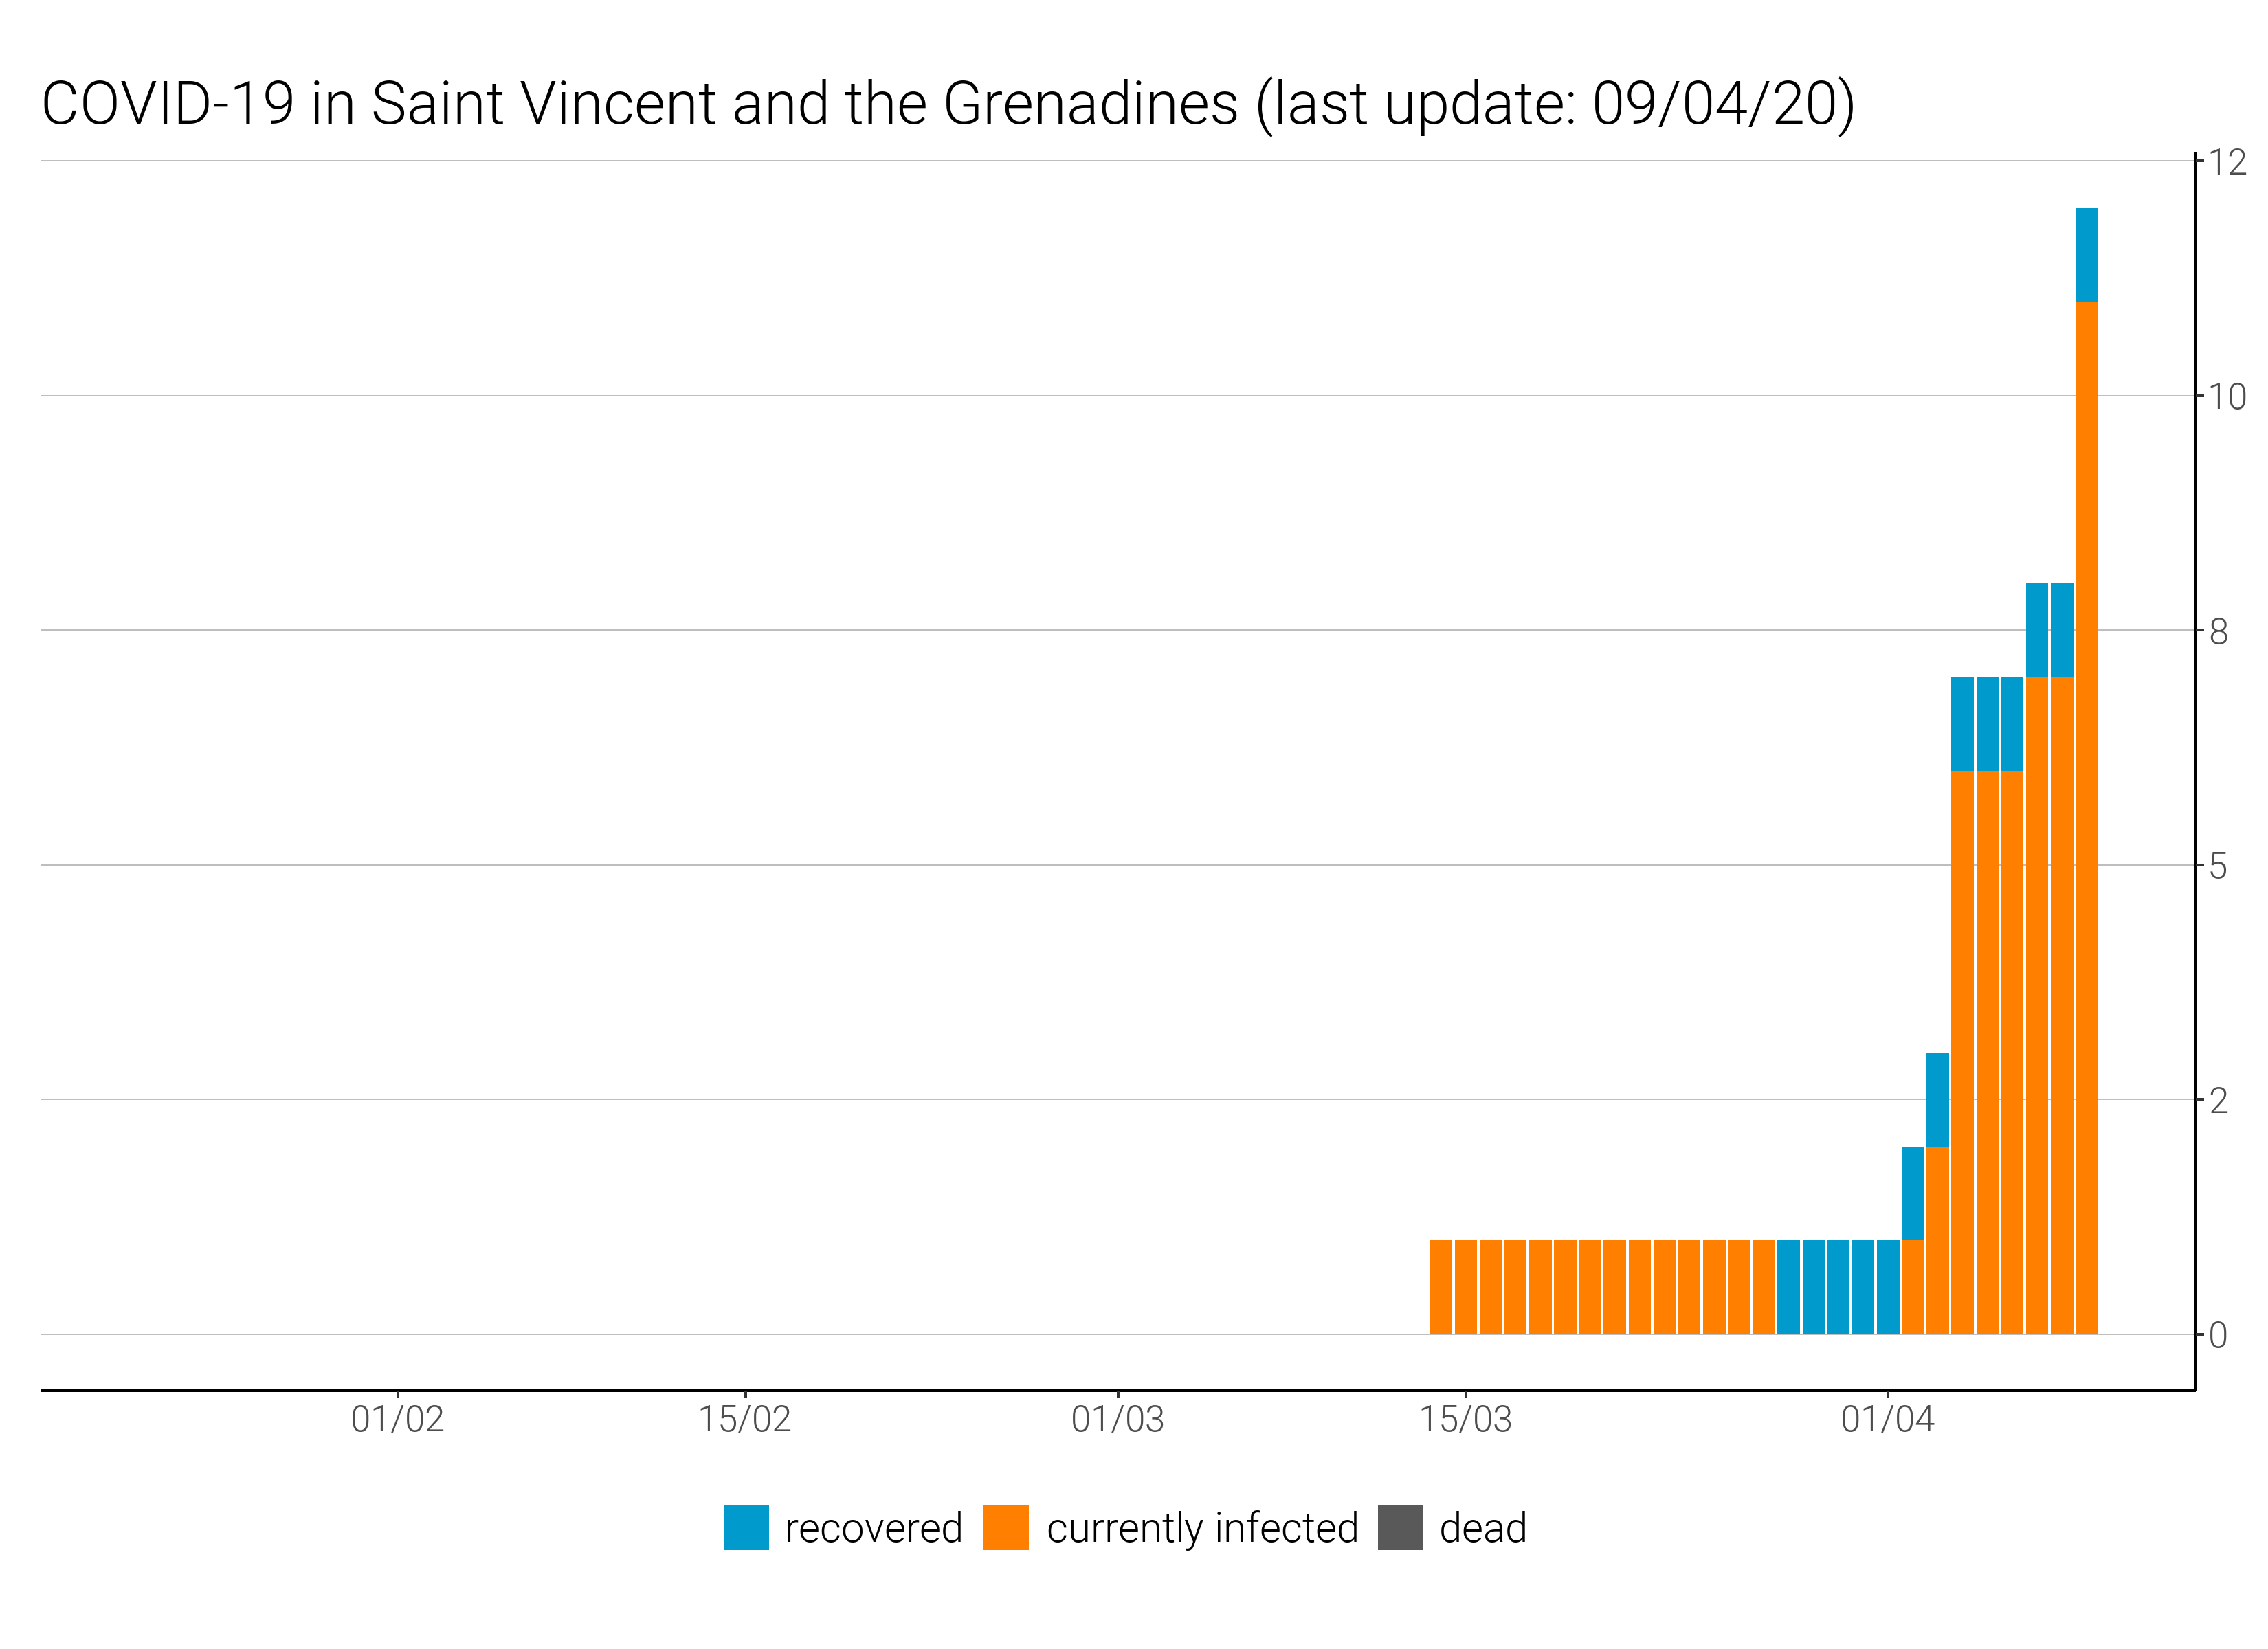 COVID-19 in Saint Vincent and the Grenadines (last update: 09/04/20)
12
10
8
5
2
0
01/02 15/02 01/03 15/03 01/04
recovered currently infected dead